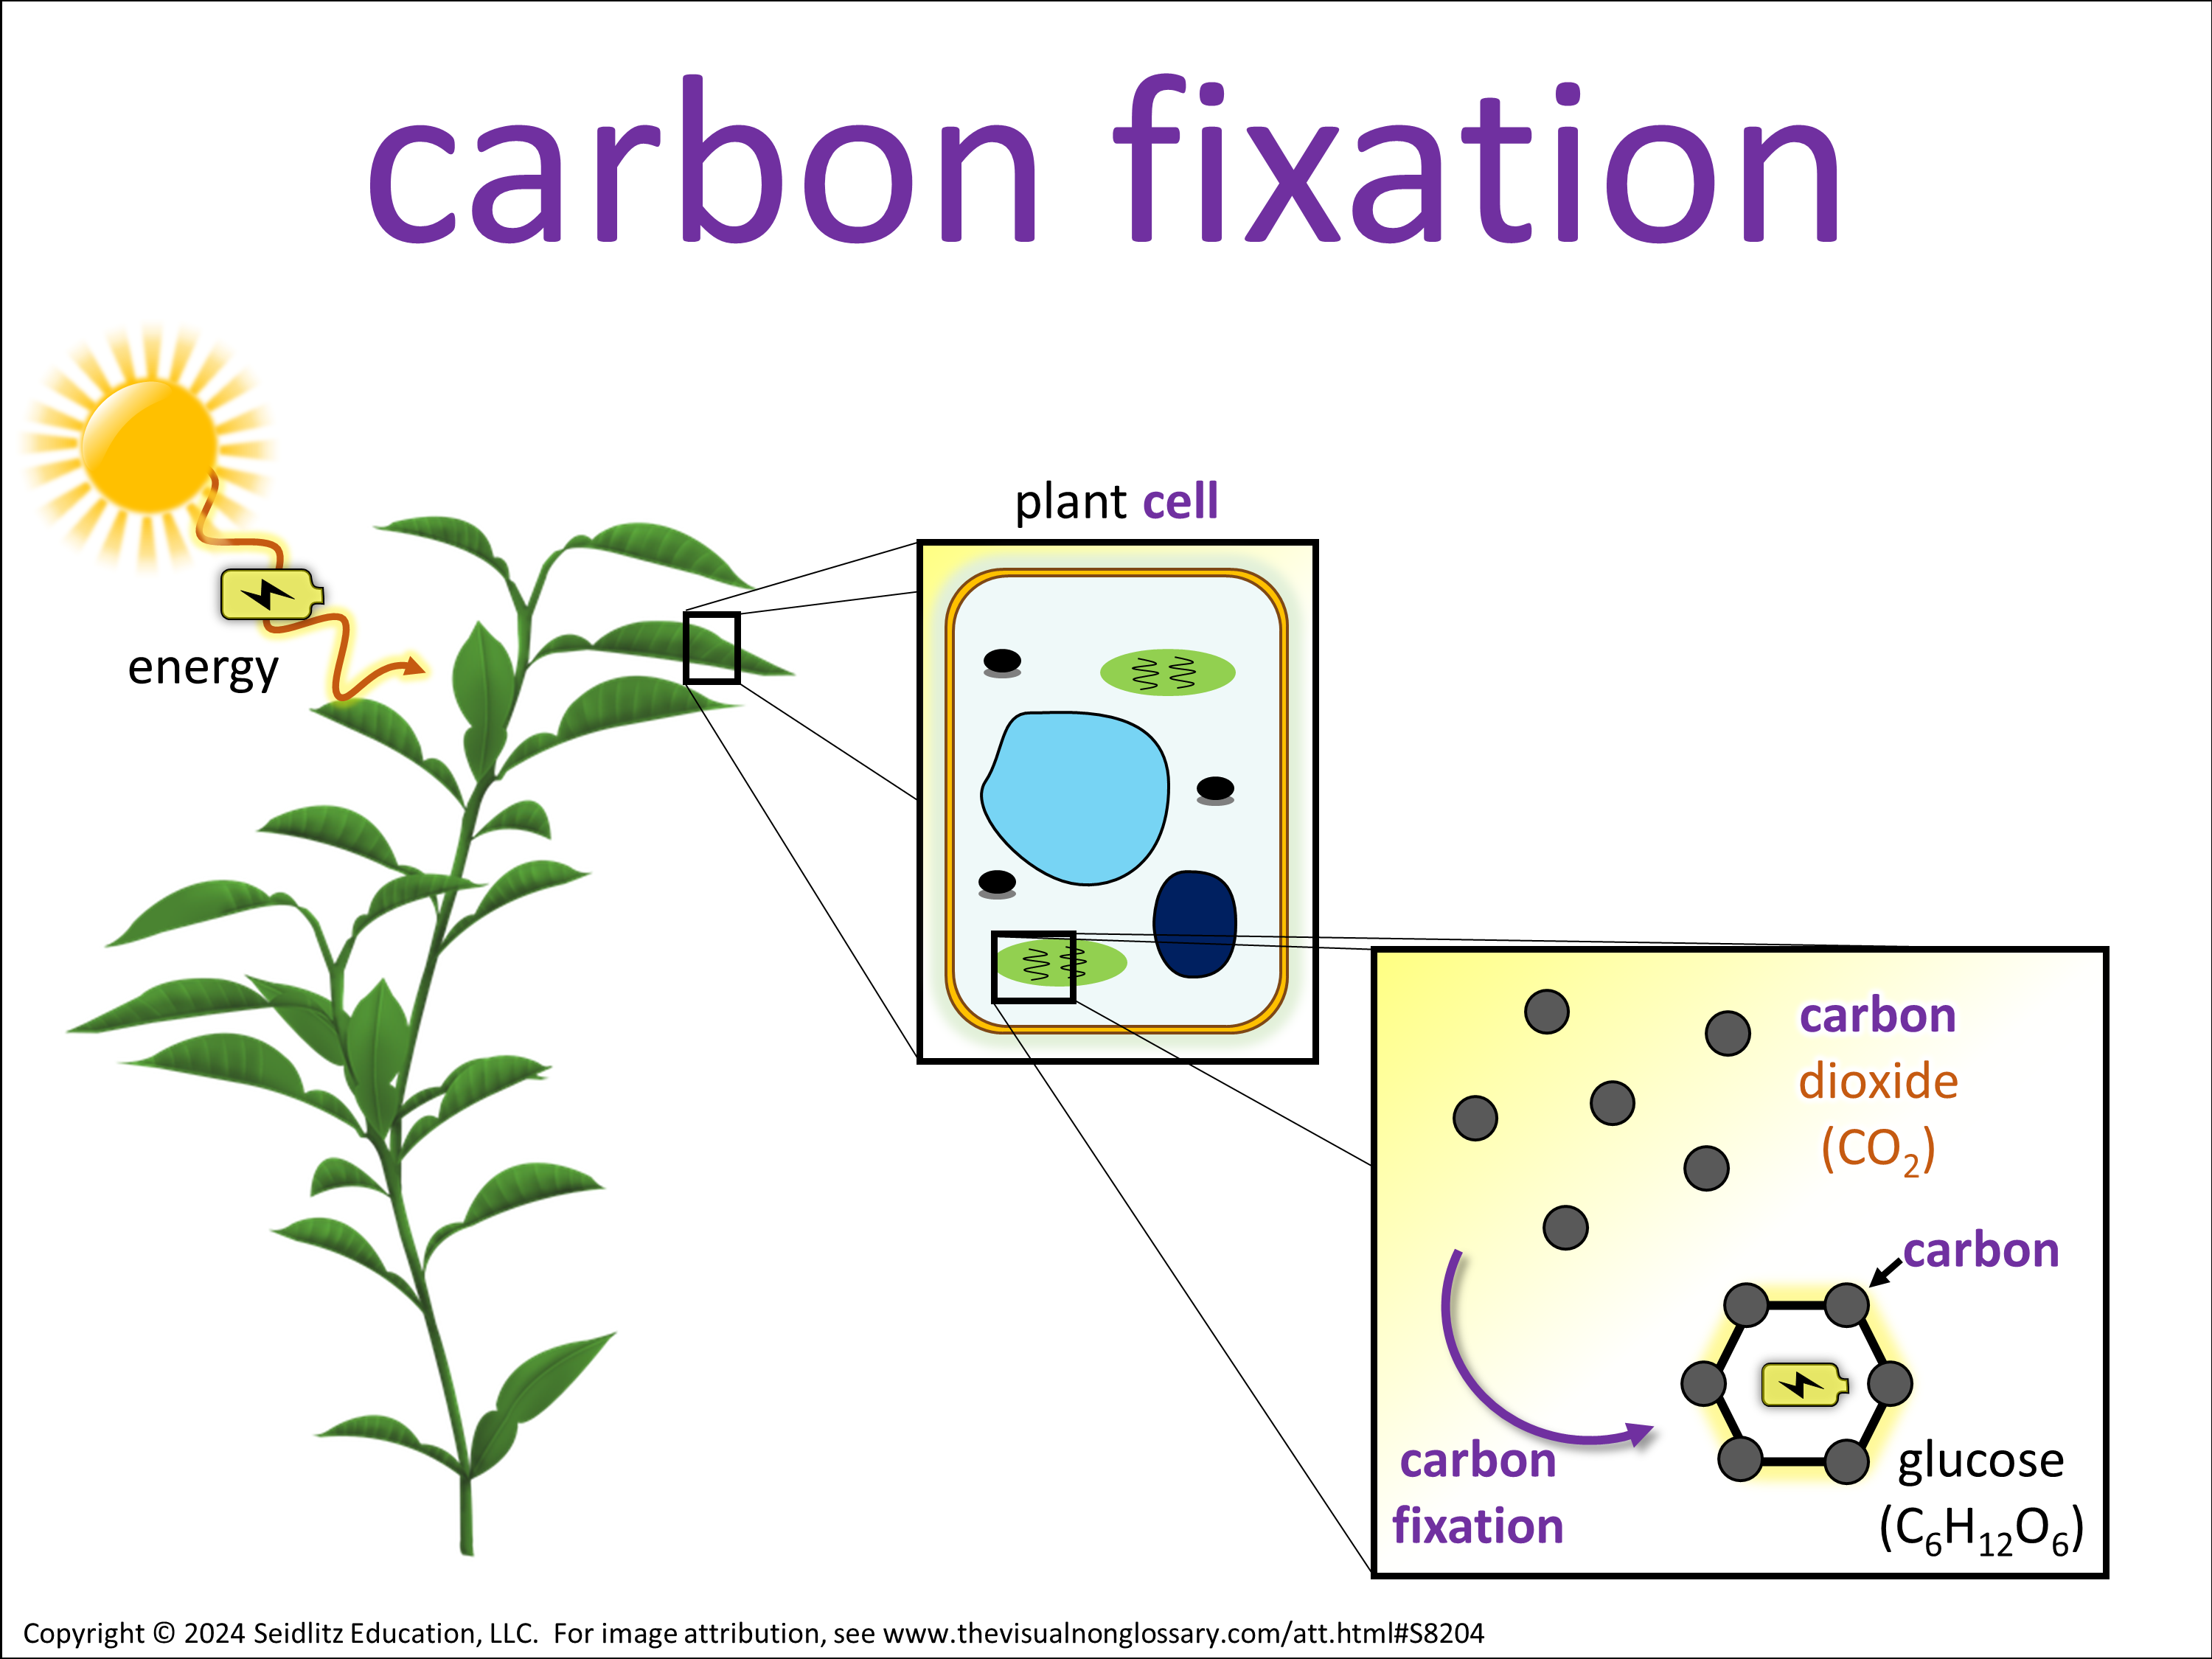 carbon fixation
energy
plant cell
carbon
dioxide
(CO₂)
carbon
carbon
fixation
glucose
(C₆H₁₂O₆)
Copyright © 2024 Seidlitz Education, LLC.  For image attribution, see www.thevisualnonglossary.com/att.html#S8204